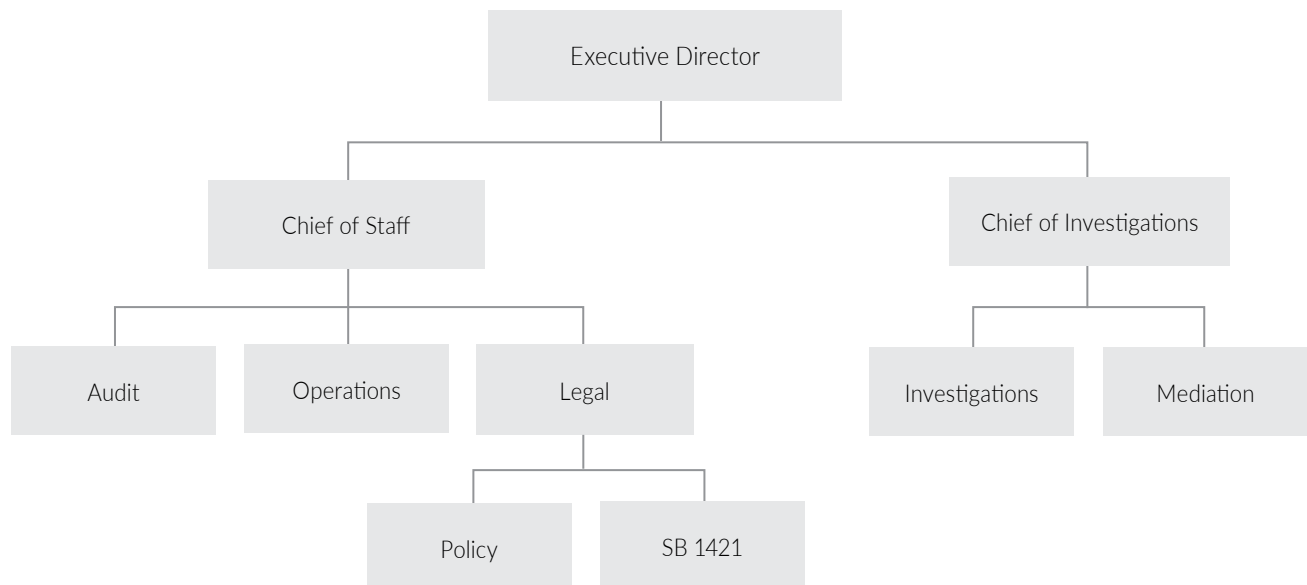 Executive Director
Chief of Staff
Chief of Investigations
Audit
Operations
Legal
Investigations
Mediation
Policy
SB 1421